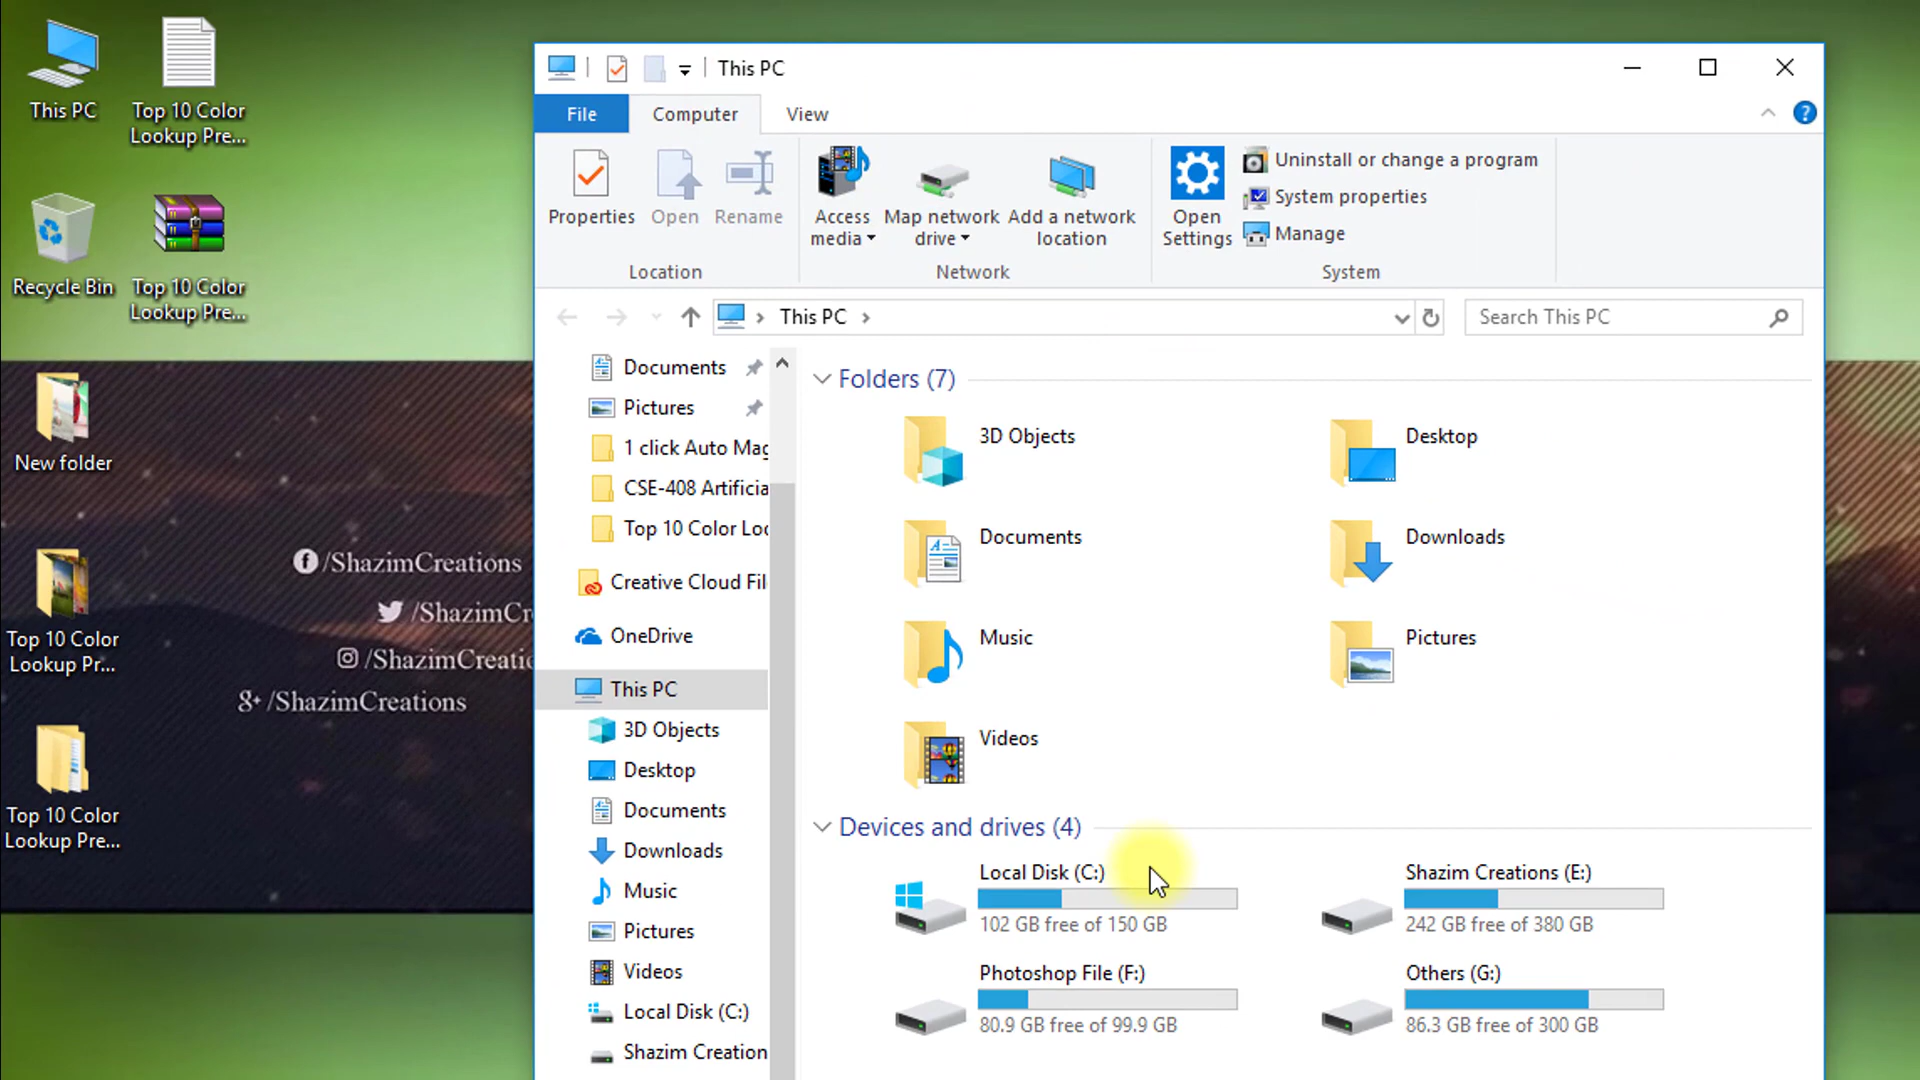 This PC
Top 10 Color
Lookup Pre...
Recycle Bin
Top 10 Color
Lookup Pre...
New folder
Top 10 Color
Lookup Pr...
Top 10 Color
Lookup Pre...
/ShazimCreations
/ShazimCr
/ShazimCreatio
/ShazimCreations
This PC
File
Computer
View
Properties
Open
Rename
Location
Access
media
Map network
drive
Add a network
location
Network
Open
Settings
Uninstall or change a program
System properties
Manage
System
This PC
Search This PC
Documents
Pictures
1 click Auto Mag
CSE-408 Artificia
Top 10 Color Loo
Creative Cloud Fil
OneDrive
This PC
3D Objects
Desktop
Documents
Downloads
Music
Pictures
Videos
Local Disk (C:)
Shazim Creation
Folders (7)
3D Objects
Desktop
Documents
Downloads
Music
Pictures
Videos
Devices and drives (4)
Local Disk (C:)
102 GB free of 150 GB
Shazim Creations (E:)
242 GB free of 380 GB
Photoshop File (F:)
80.9 GB free of 99.9 GB
Others (G:)
86.3 GB free of 300 GB